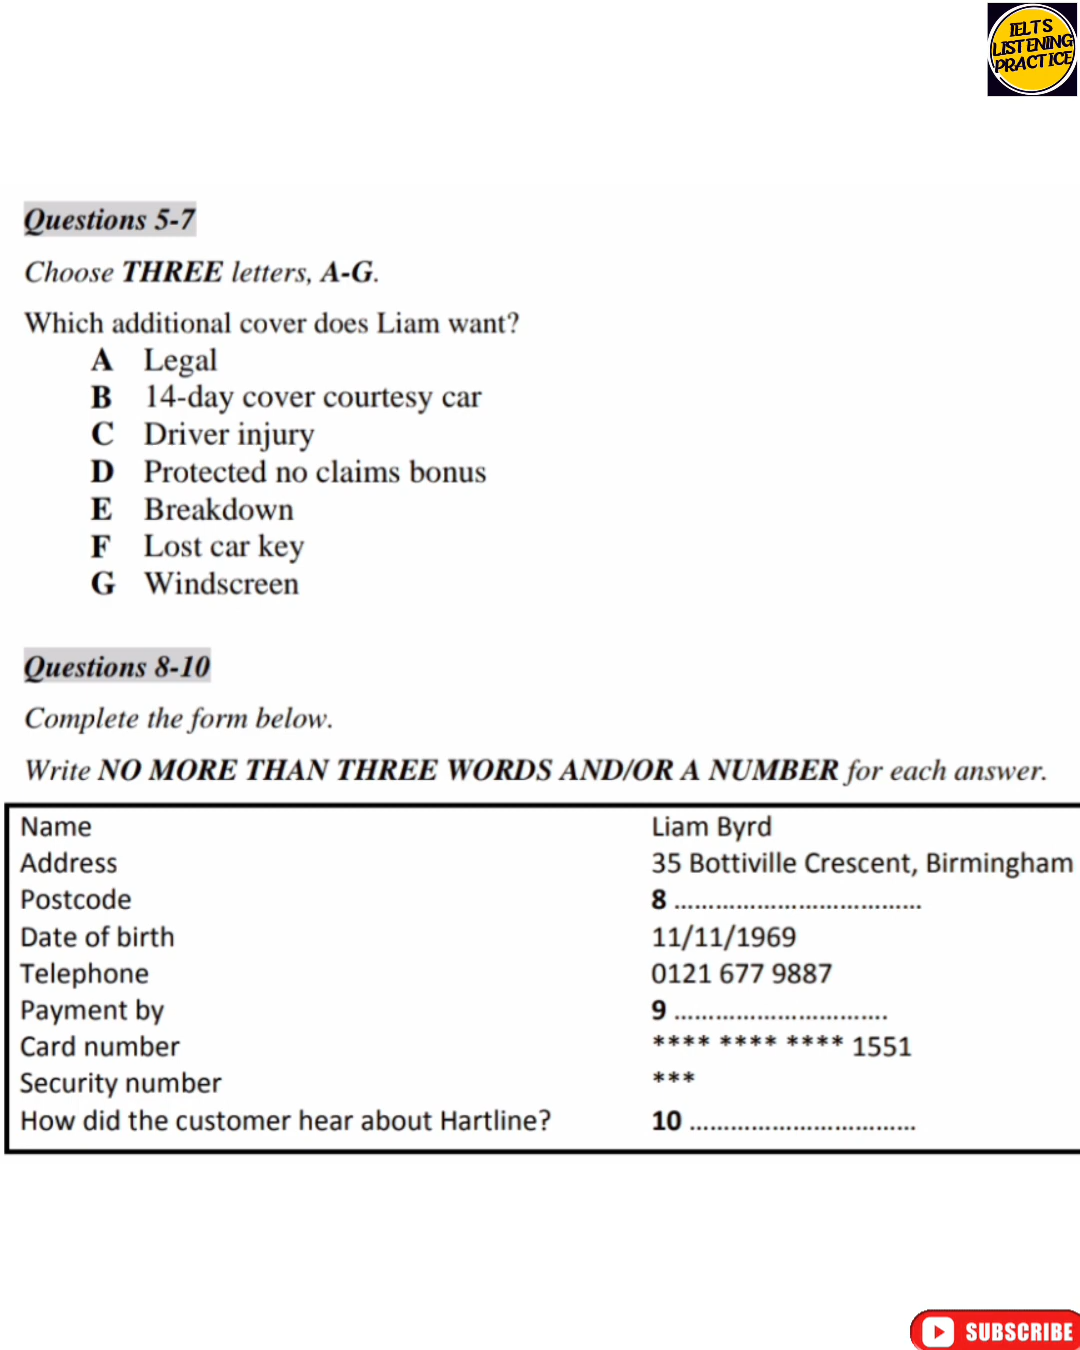 IELTS
LISTENING
PRACTICE
Questions 5-7
Choose THREE letters, A-G.
Which additional cover does Liam want?
A Legal
B 14-day cover courtesy car
C Driver injury
D Protected no claims bonus
E Breakdown
F Lost car key
G Windscreen
Questions 8-10
Complete the form below.
Write NO MORE THAN THREE WORDS AND/OR A NUMBER for each answer.
Name Liam Byrd
Address 35 Bottiville Crescent, Birmingham
Postcode 8 ....................................
Date of birth 11/11/1969
Telephone 0121 677 9887
Payment by 9 ...............................
Card number **** **** **** 1551
Security number ***
How did the customer hear about Hartline? 10 .................................
SUBSCRIBE